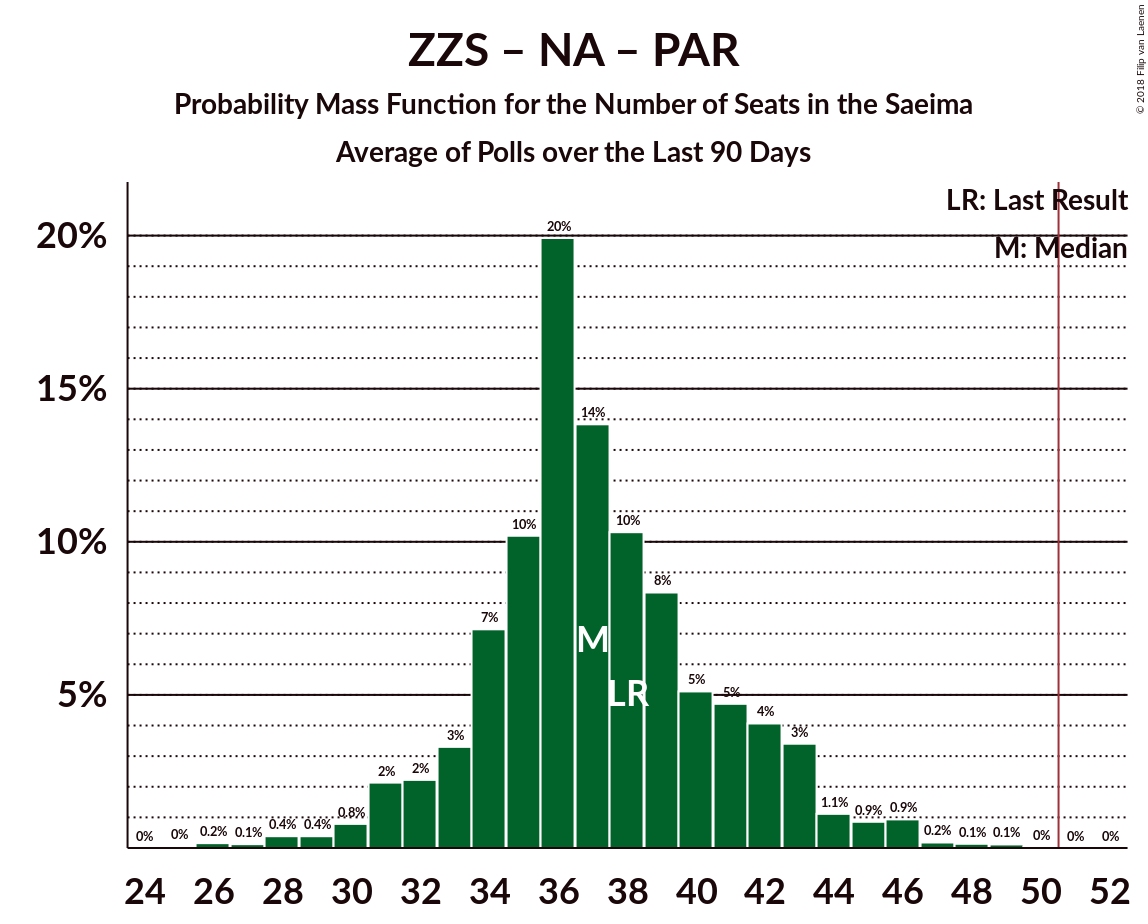 ZZS – NA – PAR
Probability Mass Function for the Number of Seats in the Saeima
Average of Polls over the Last 90 Days
© 2018 Filip van Laenen
LR: Last Result
M: Median
20%
15%
10%
5%
0% 0% 0.2% 0.1% 0.4% 0.4% 0.8% 2% 2% 3% 7% 10% 20% 14% 10% 8% 5% 5% 4% 3% 1.1% 0.9% 0.9% 0.2% 0.1% 0.1% 0% 0% 0%
M
LR
24 26 28 30 32 34 36 38 40 42 44 46 48 50 52